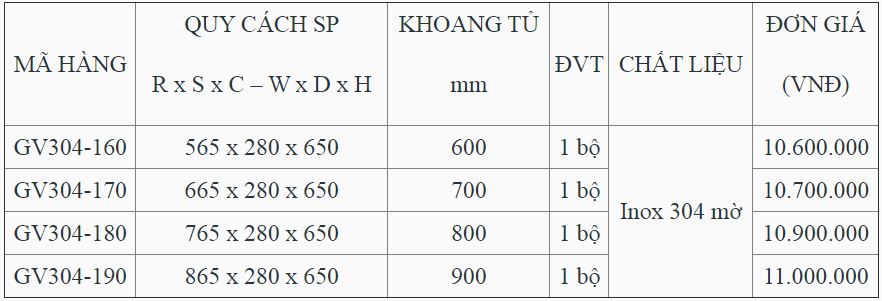 MÃ HÀNG QUY CÁCH SP R x S x C – W x D x H KHOANG TỦ mm ĐVT CHẤT LIỆU ĐƠN GIÁ (VNĐ)
GV304-160 565 x 280 x 650 600 1 bộ Inox 304 mờ 10.600.000
GV304-170 665 x 280 x 650 700 1 bộ 10.700.000
GV304-180 765 x 280 x 650 800 1 bộ 10.900.000
GV304-190 865 x 280 x 650 900 1 bộ 11.000.000